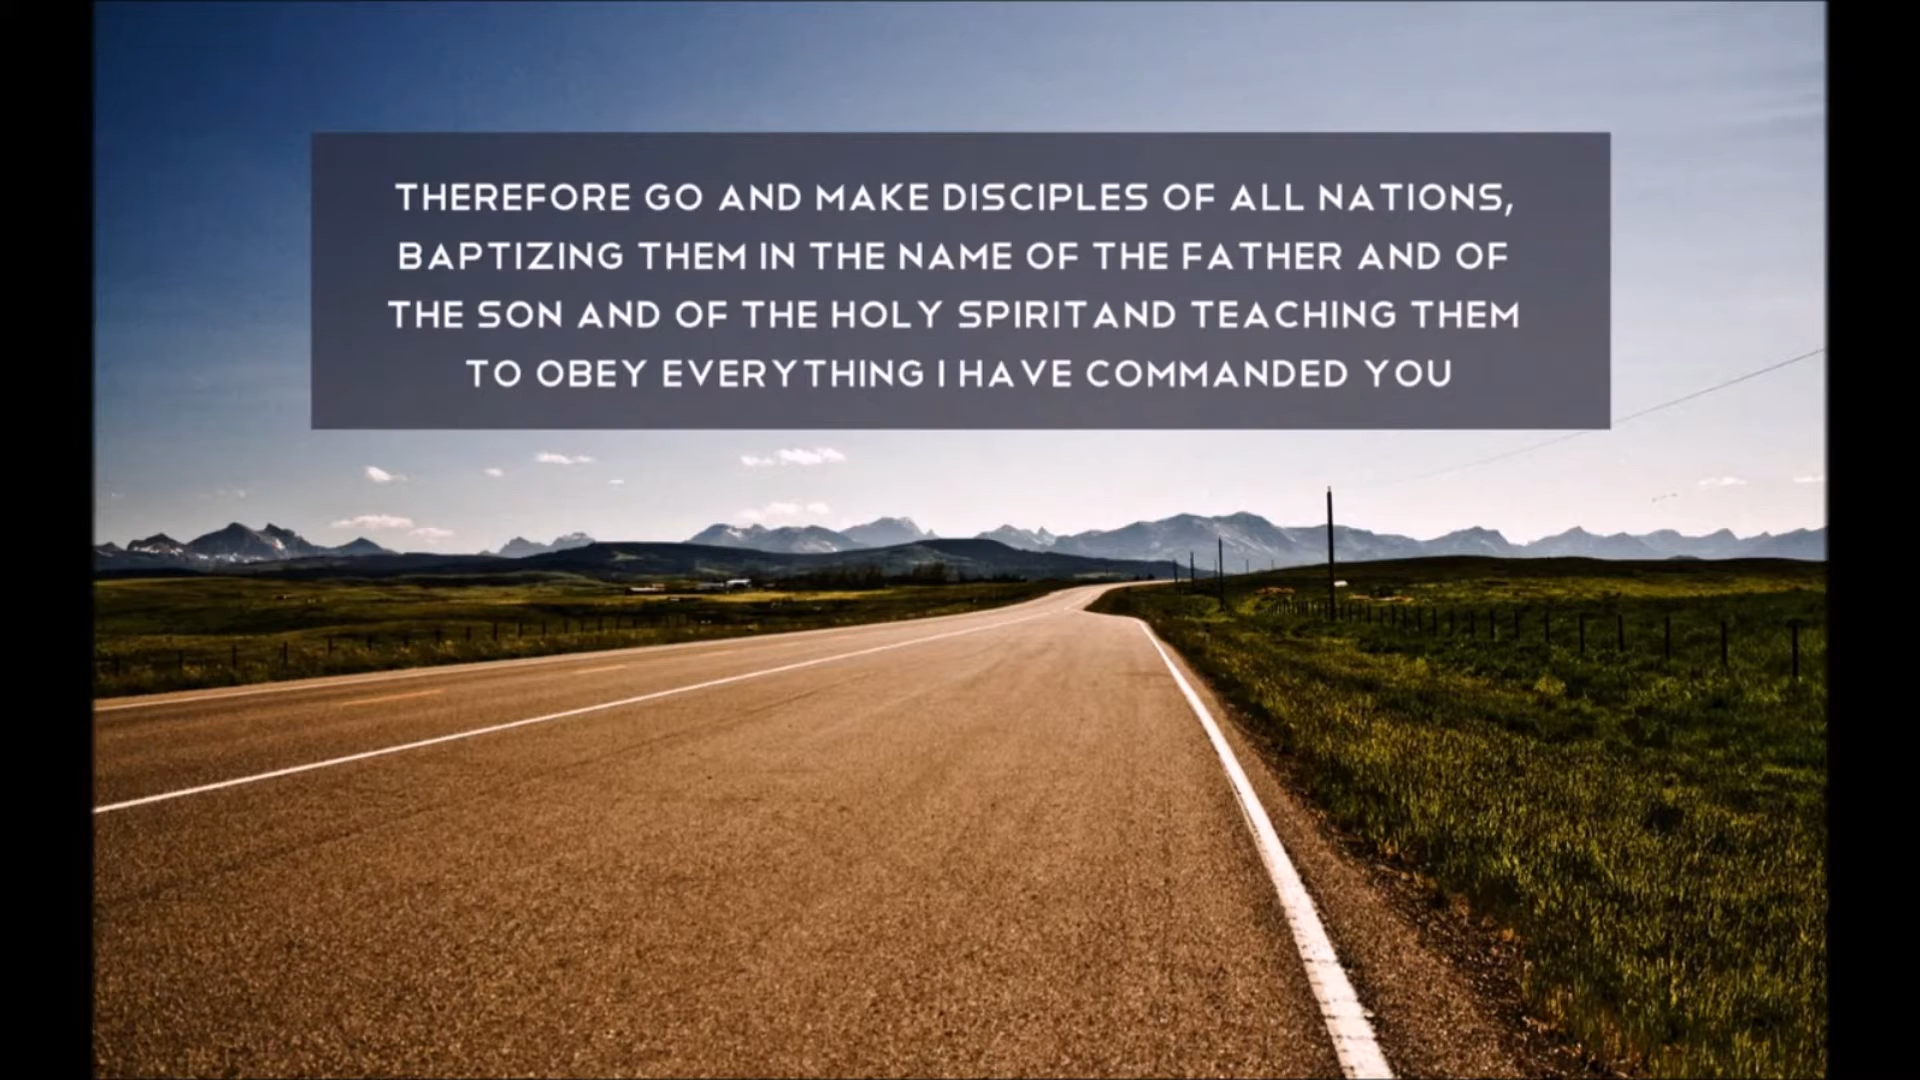 THEREFORE GO AND MAKE DISCIPLES OF ALL NATIONS,
BAPTIZING THEM IN THE NAME OF THE FATHER AND OF
THE SON AND OF THE HOLY SPIRITAND TEACHING THEM
TO OBEY EVERYTHING I HAVE COMMANDED YOU